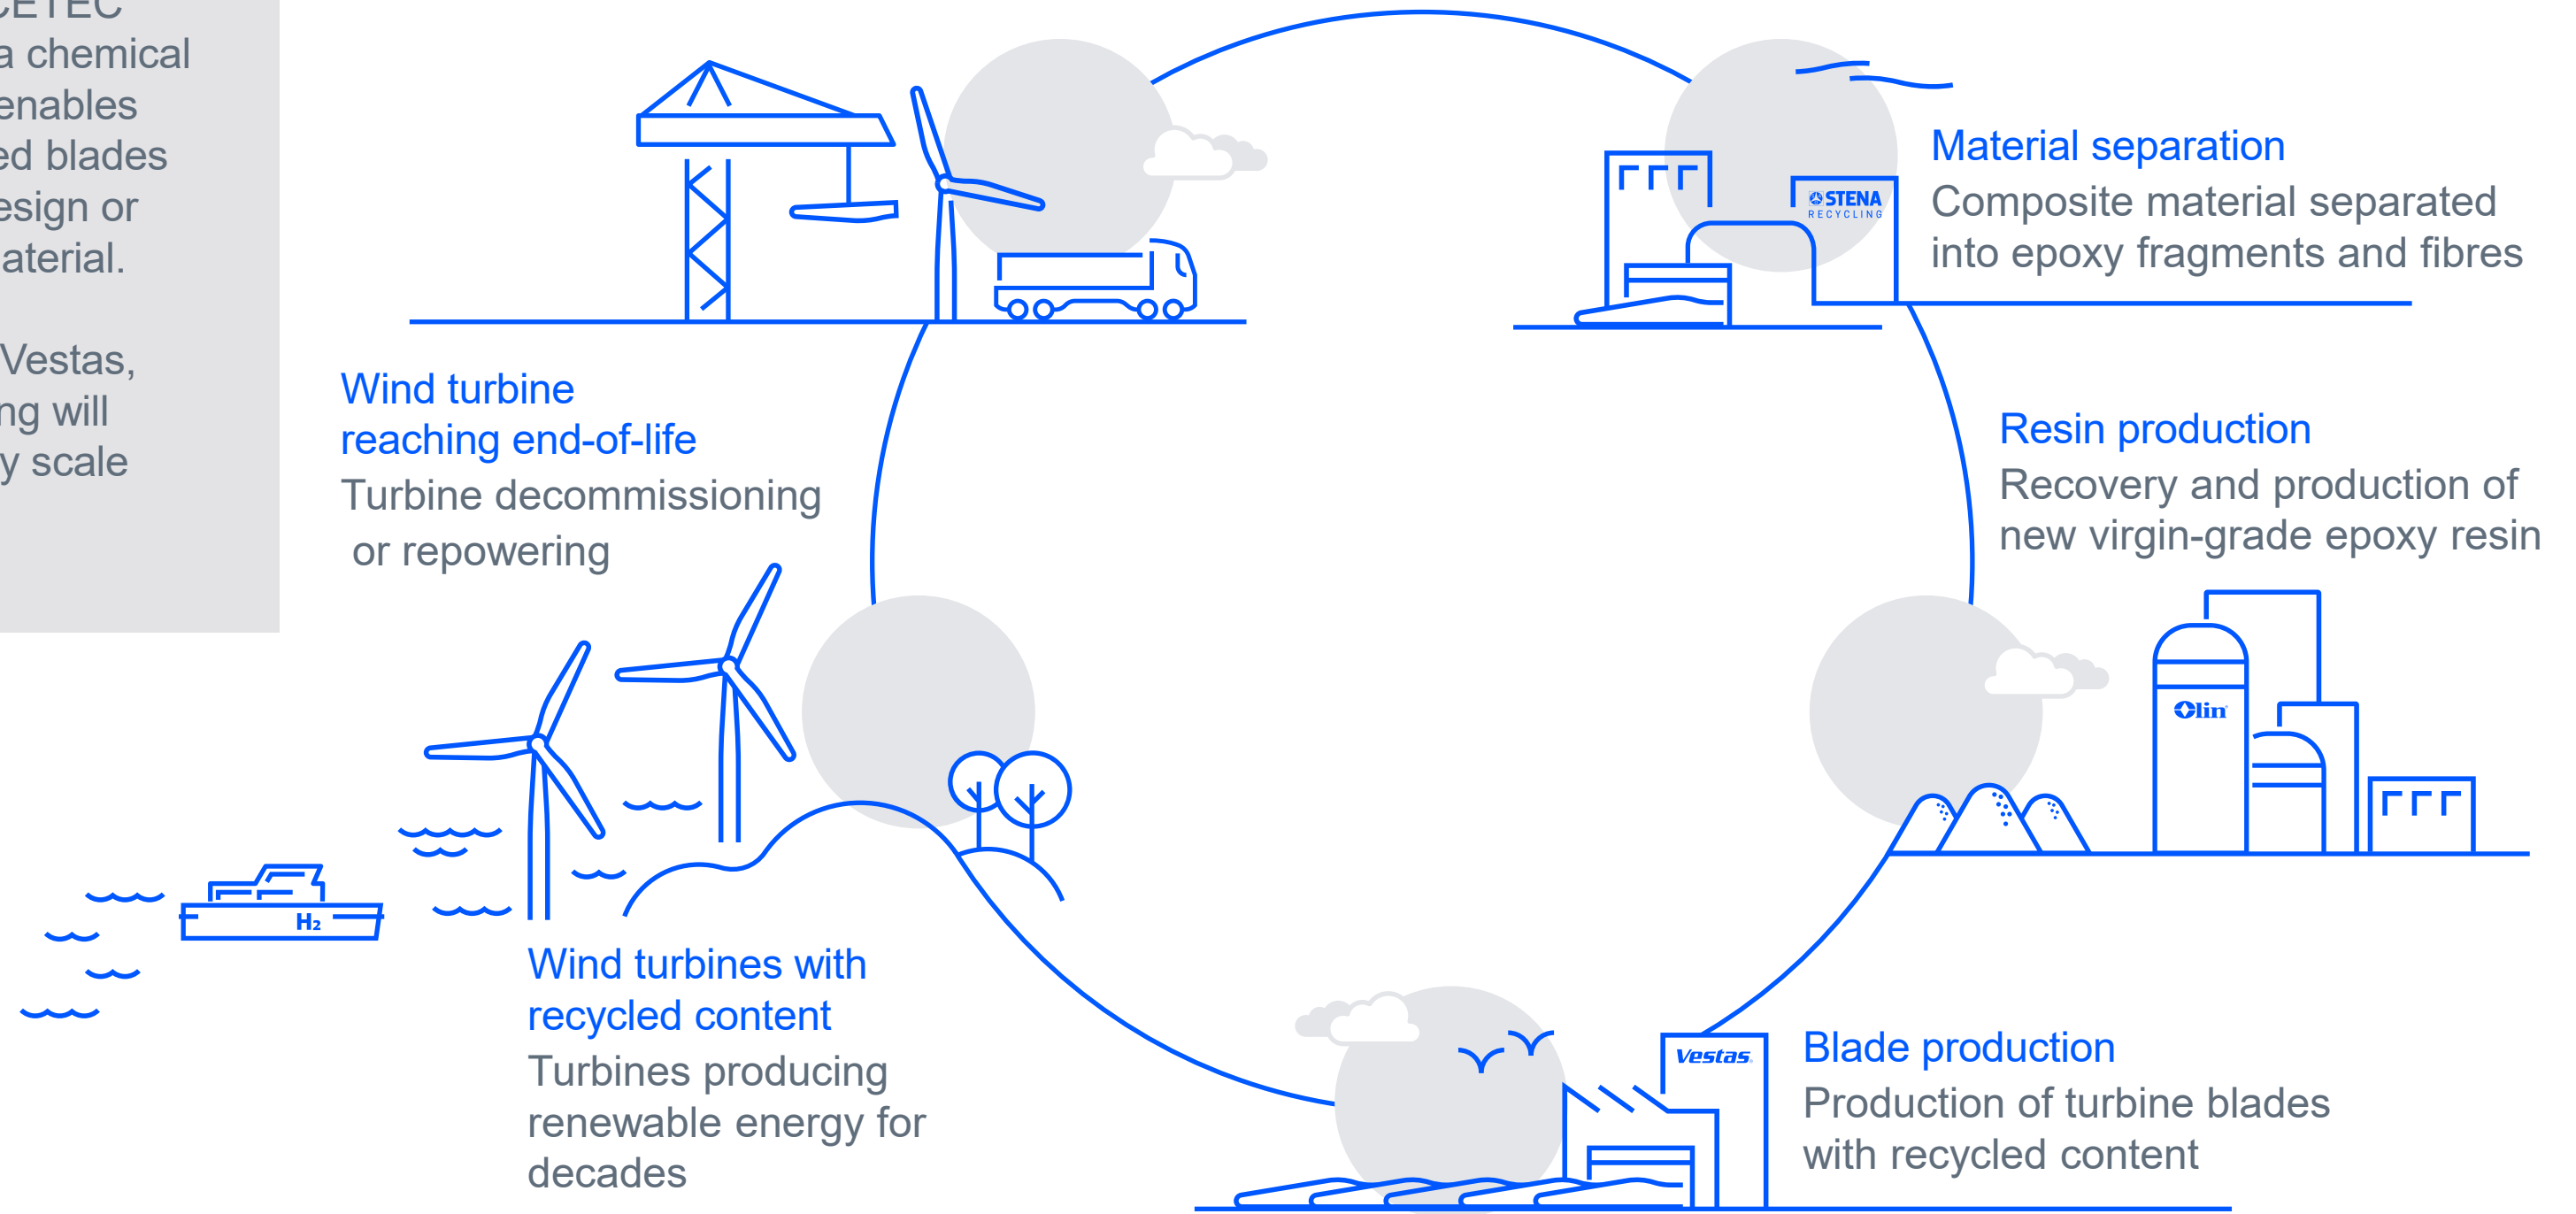 CETEC
a chemical
enables
ed blades
esign or
aterial.
Vestas,
ng will
y scale
Wind turbine
reaching end-of-life
Turbine decommissioning
or repowering
STENA
RECYCLING
Material separation
Composite material separated
into epoxy fragments and fibres
Resin production
Recovery and production of
new virgin-grade epoxy resin
Olin
H₂
Wind turbines with
recycled content
Turbines producing
renewable energy for
decades
Vestas
Blade production
Production of turbine blades
with recycled content